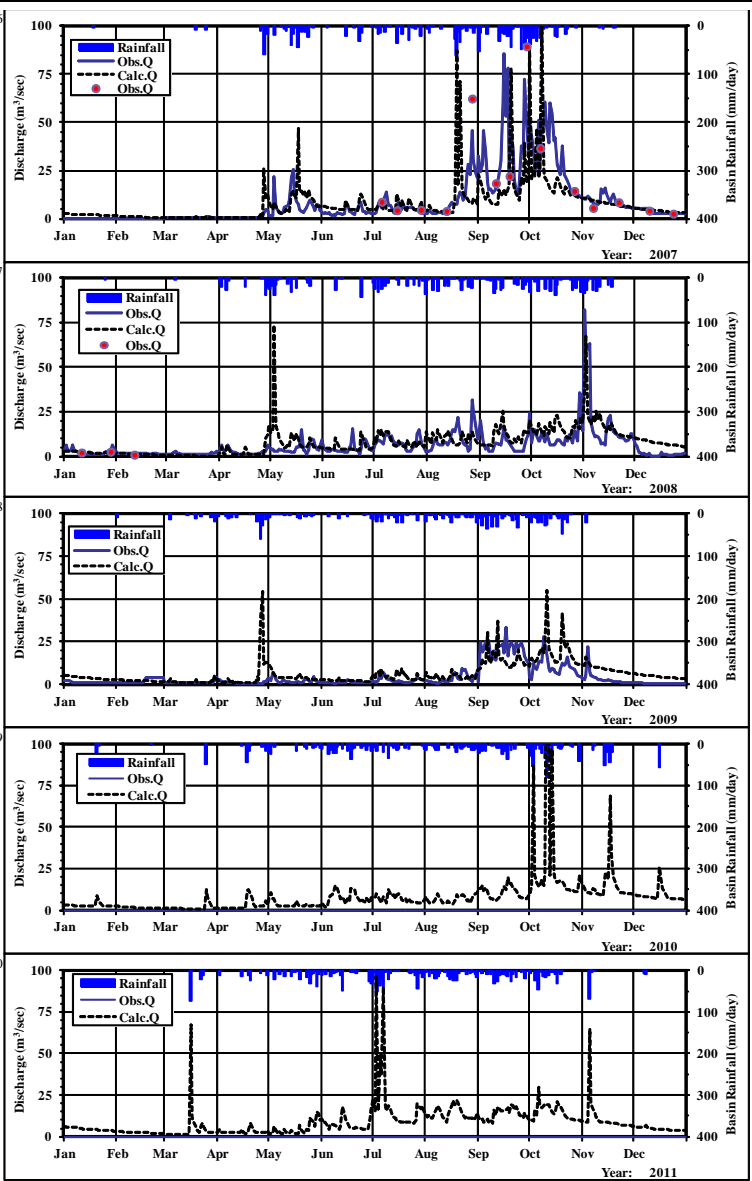 100 0
Rainfall
Obs.Q
Calc.Q
Obs.Q
75 100
50 200
25 300
0 400
Discharge (m³/sec)
Basin Rainfall (mm/day)
Jan Feb Mar Apr May Jun Jul Aug Sep Oct Nov Dec
Year: 2007
100 0
Rainfall
Obs.Q
Calc.Q
Obs.Q
75 100
50 200
25 300
0 400
Discharge (m³/sec)
Basin Rainfall (mm/day)
Jan Feb Mar Apr May Jun Jul Aug Sep Oct Nov Dec
Year: 2008
100 0
Rainfall
Obs.Q
Calc.Q
75 100
50 200
25 300
0 400
Discharge (m³/sec)
Basin Rainfall (mm/day)
Jan Feb Mar Apr May Jun Jul Aug Sep Oct Nov Dec
Year: 2009
100 0
Rainfall
Obs.Q
Calc.Q
75 100
50 200
25 300
0 400
Discharge (m³/sec)
Basin Rainfall (mm/day)
Jan Feb Mar Apr May Jun Jul Aug Sep Oct Nov Dec
Year: 2010
100 0
Rainfall
Obs.Q
Calc.Q
75 100
50 200
25 300
0 400
Discharge (m³/sec)
Basin Rainfall (mm/day)
Jan Feb Mar Apr May Jun Jul Aug Sep Oct Nov Dec
Year: 2011